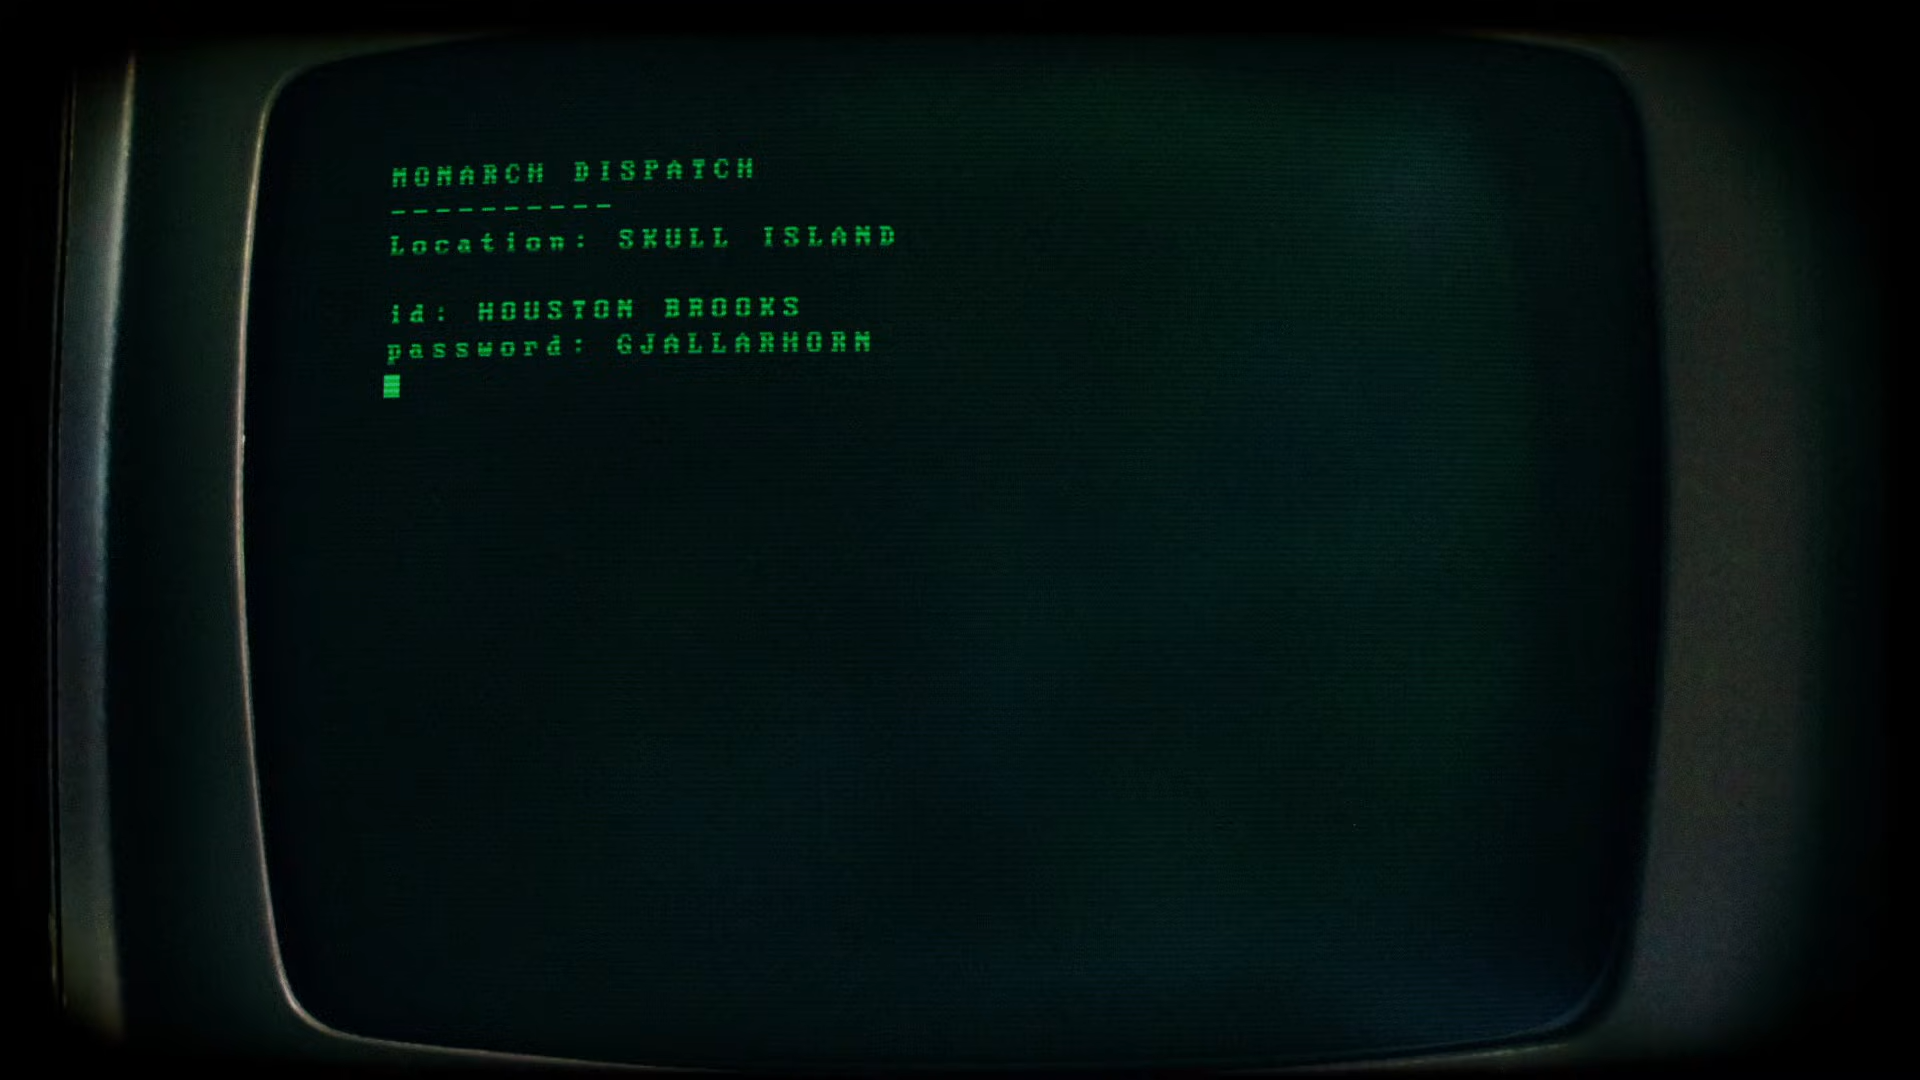 MONARCH DISPATCH
----------
Location: SKULL ISLAND
id: HOUSTON BROOKS
password: GJALLARHORN